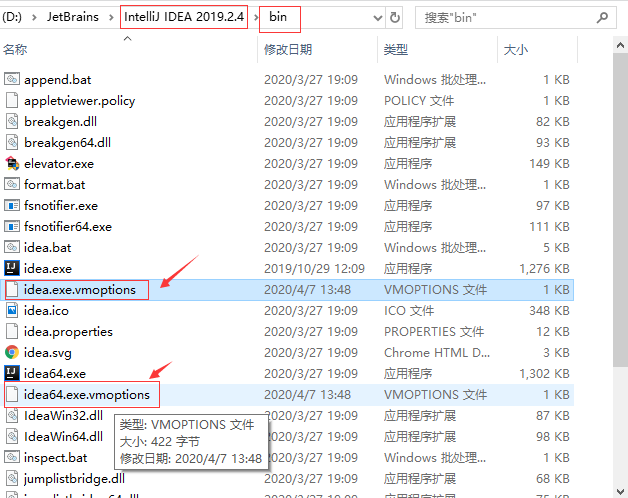 (D:) › JetBrains › IntelliJ IDEA 2019.2.4 › bin 搜索"bin"
名称 修改日期 类型 大小
append.bat 2020/3/27 19:09 Windows 批处理... 1 KB
appletviewer.policy 2020/3/27 19:09 POLICY 文件 1 KB
breakgen.dll 2020/3/27 19:09 应用程序扩展 82 KB
breakgen64.dll 2020/3/27 19:09 应用程序扩展 93 KB
elevator.exe 2020/3/27 19:09 应用程序 149 KB
format.bat 2020/3/27 19:09 Windows 批处理... 1 KB
fsnotifier.exe 2020/3/27 19:09 应用程序 97 KB
fsnotifier64.exe 2020/3/27 19:09 应用程序 111 KB
idea.bat 2020/3/27 19:09 Windows 批处理... 5 KB
idea.exe 2019/10/29 12:09 应用程序 1,276 KB
idea.exe.vmoptions 2020/4/7 13:48 VMOPTIONS 文件 1 KB
idea.ico 2020/3/27 19:09 ICO 文件 348 KB
idea.properties 2020/3/27 19:09 PROPERTIES 文件 12 KB
idea.svg 2020/3/27 19:09 Chrome HTML D... 3 KB
idea64.exe 2020/3/27 19:09 应用程序 1,302 KB
idea64.exe.vmoptions 2020/4/7 13:48 VMOPTIONS 文件 1 KB
IdeaWin32.dll 2020/3/27 19:09 应用程序扩展 87 KB
IdeaWin64.dll 2020/3/27 19:09 应用程序扩展 98 KB
inspect.bat 2020/3/27 19:09 Windows 批处理... 1 KB
jumplistbridge.dll 2020/3/27 19:09 应用程序扩展 68 KB
类型: VMOPTIONS 文件
大小: 422 字节
修改日期: 2020/4/7 13:48